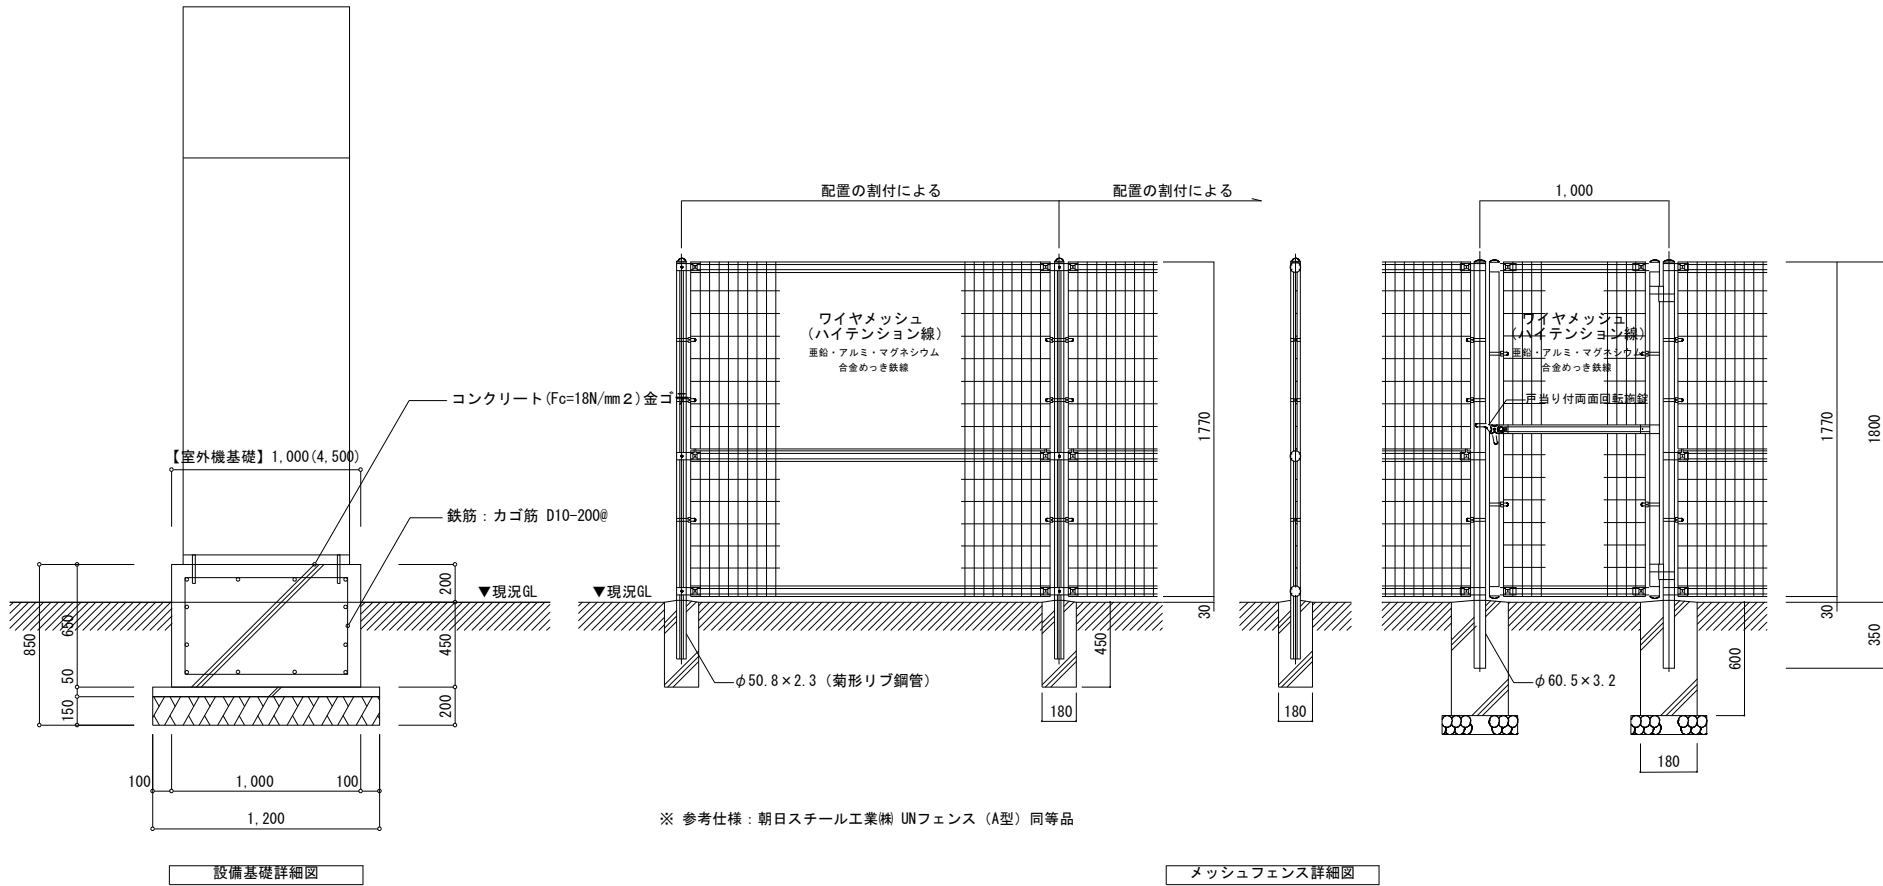 配置の割付による
配置の割付による
1,000
ワイヤメッシュ
(ハイテンション線)
亜鉛・アルミ・マグネシウム
合金めっき鉄線
ワイヤメッシュ
(ハイテンション線)
亜鉛・アルミ・マグネシウム
合金めっき鉄線
戸当り付両面回転施錠
コンクリート(Fc=18N/mm2)金ゴテ
【室外機基礎】1,000(4,500)
鉄筋：カゴ筋 D10-200@
▼現況GL
▼現況GL
850
650
50
150
200
450
200
1770
30
450
1770
30
1800
350
600
φ50.8×2.3 (菊形リブ鋼管)
φ60.5×3.2
180
180
180
100
1,000
100
1,200
※ 参考仕様：朝日スチール工業㈱ UNフェンス (A型) 同等品
設備基礎詳細図
メッシュフェンス詳細図